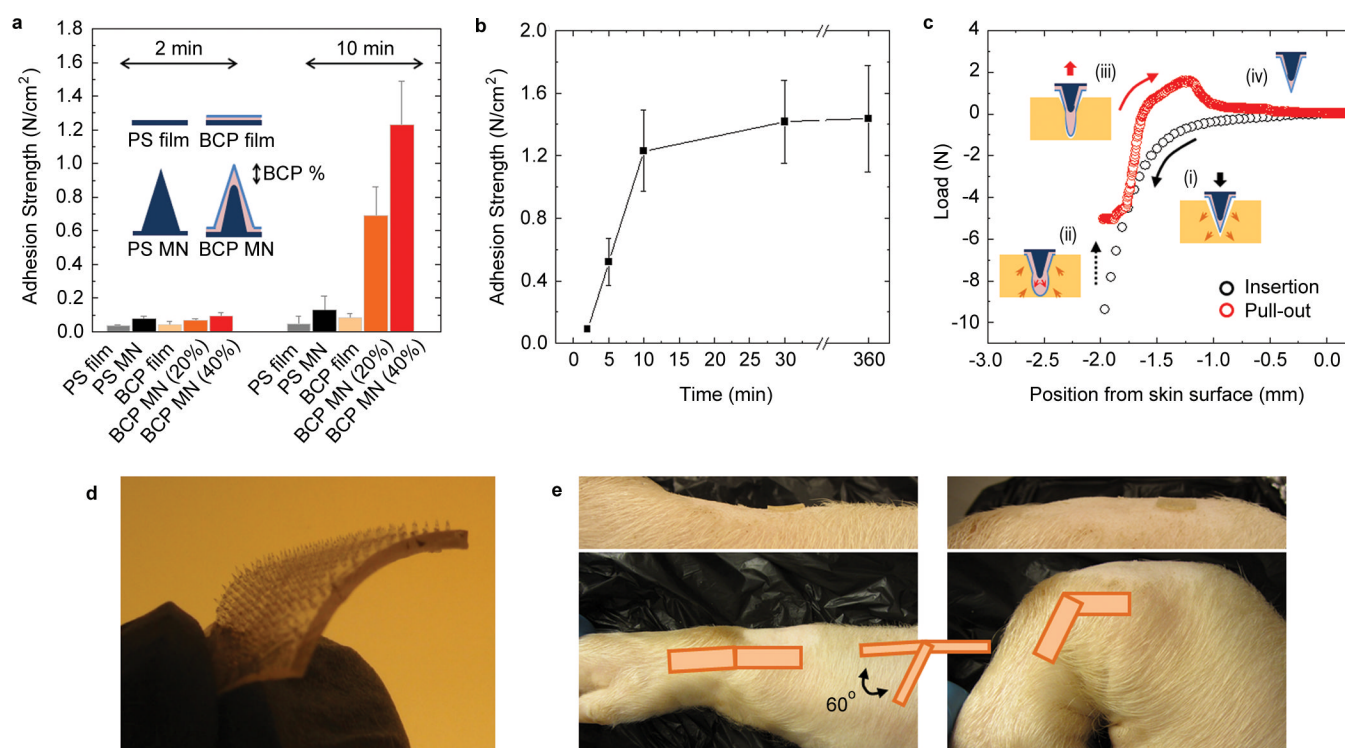 a
Adhesion Strength (N/cm²)
1.8
1.6
1.4
1.2
1.0
0.8
0.6
0.4
0.2
0.0
2 min
10 min
PS film
BCP film
BCP %
PS MN
BCP MN
PS film
PS MN
BCP film
BCP MN (20%)
BCP MN (40%)
PS film
PS MN
BCP film
BCP MN (20%)
BCP MN (40%)
b
Adhesion Strength (N/cm²)
2.0
1.6
1.2
0.8
0.4
0.0
0 5 10 15 20 25 30 360
Time (min)
c
Load (N)
4
2
0
-2
-4
-6
-8
-10
(iii)
(iv)
(i)
(ii)
Insertion
Pull-out
-3.0 -2.5 -2.0 -1.5 -1.0 -0.5 0.0
Position from skin surface (mm)
d
e
60°